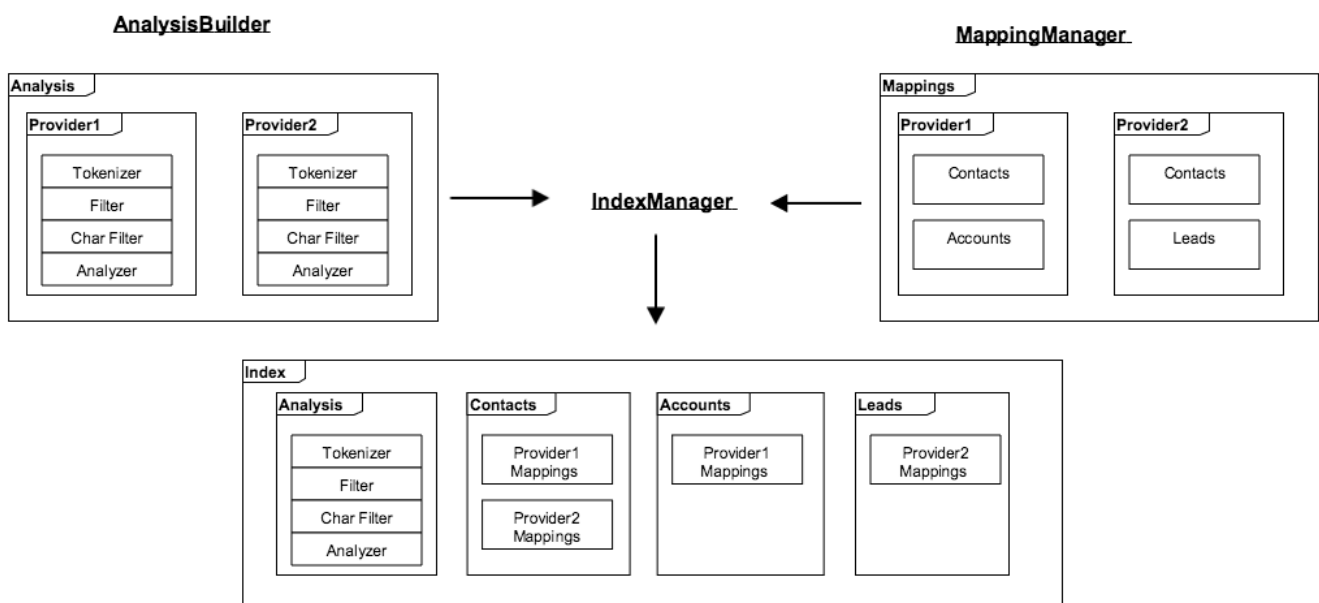 AnalysisBuilder
MappingManager
Analysis
Provider1
Tokenizer
Filter
Char Filter
Analyzer
Provider2
Tokenizer
Filter
Char Filter
Analyzer
IndexManager
Mappings
Provider1
Contacts
Accounts
Provider2
Contacts
Leads
Index
Analysis
Tokenizer
Filter
Char Filter
Analyzer
Contacts
Provider1
Mappings
Provider2
Mappings
Accounts
Provider1
Mappings
Leads
Provider2
Mappings